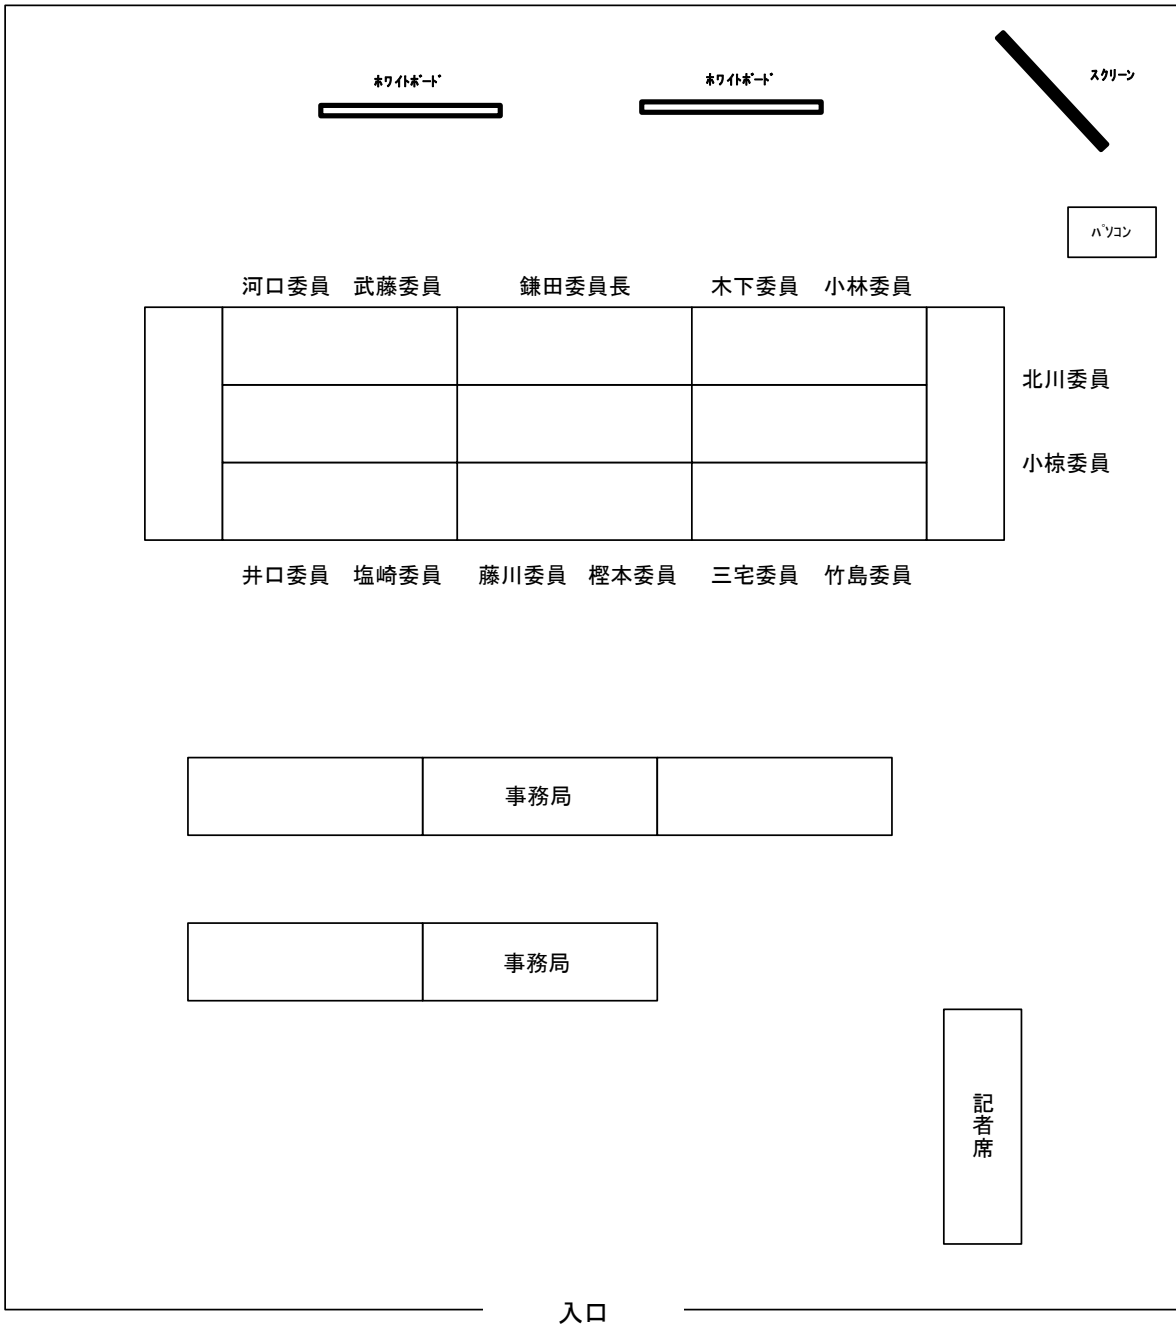 ﾎﾜｲﾄﾎﾞｰﾄﾞ ﾎﾜｲﾄﾎﾞｰﾄﾞ ｽｸﾘｰﾝ
ﾊﾟｿｺﾝ
河口委員 武藤委員 鎌田委員長 木下委員 小林委員
北川委員
小椋委員
井口委員 塩崎委員 藤川委員 樫本委員 三宅委員 竹島委員
事務局
事務局
記者席
入口